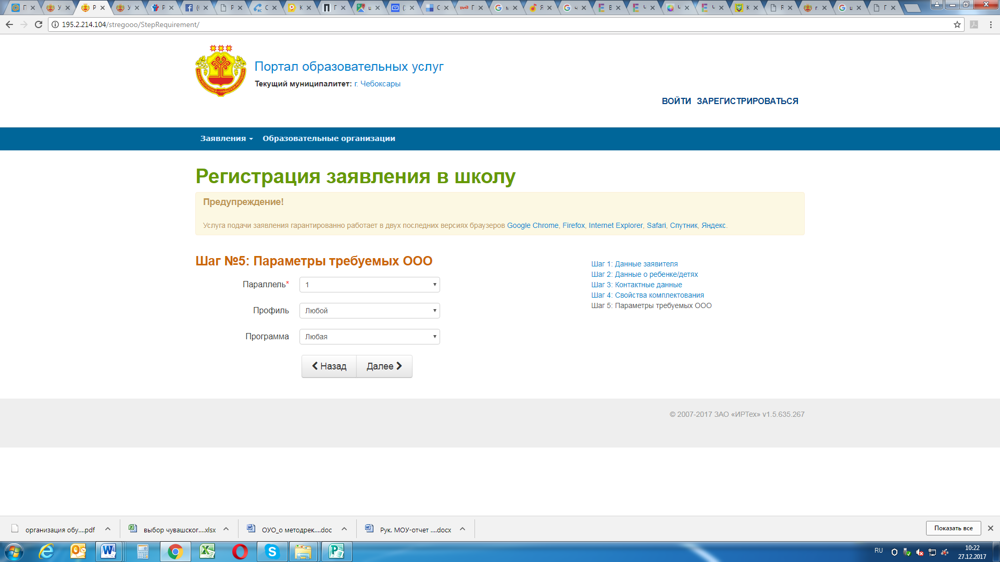 195.2.214.104/stregooo/StepRequirement/
Портал образовательных услуг
Текущий муниципалитет: г. Чебоксары
ВОЙТИ ЗАРЕГИСТРИРОВАТЬСЯ
Заявления Образовательные организации
Регистрация заявления в школу
Предупреждение!
Услуга подачи заявления гарантированно работает в двух последних версиях браузеров Google Chrome, Firefox, Internet Explorer, Safari, Спутник, Яндекс.
Шаг №5: Параметры требуемых ООО
Параллель* 1
Профиль Любой
Программа Любая
Назад Далее
Шаг 1: Данные заявителя
Шаг 2: Данные о ребенке/детях
Шаг 3: Контактные данные
Шаг 4: Свойства комплектования
Шаг 5: Параметры требуемых ООО
© 2007-2017 ЗАО «ИРТех» v1.5.635.267
организация обу....pdf выбор чувашског....xlsx ОУО_о методрек....doc Рук. МОУ-отчет ....docx Показать все
RU 10:22
27.12.2017